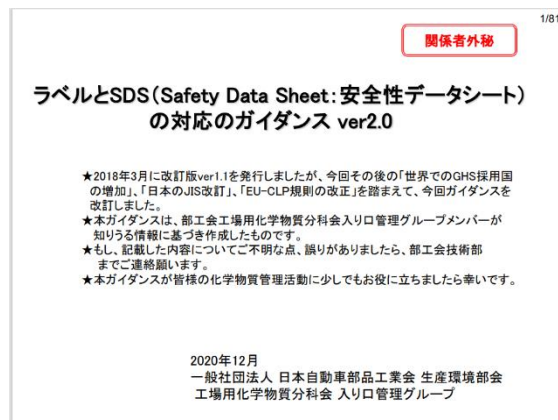 1/81
関係者外秘
ラベルとSDS(Safety Data Sheet:安全性データシート)
の対応のガイダンス ver2.0
★2018年3月に改訂版ver1.1を発行しましたが、今回その後の「世界でのGHS採用国
の増加」、「日本のJIS改訂」、「EU-CLP規則の改正」を踏まえて、今回ガイダンスを
改訂しました。
★本ガイダンスは、部工会工場用化学物質分科会入りロ管理グループメンバーが
知りうる情報に基づき作成したものです。
★もし、記載した内容についてご不明な点、誤りがありましたら、部工会技術部
までご連絡願います。
★本ガイダンスが皆様の化学物質管理活動に少しでもお役に立ちましたら幸いです。
2020年12月
一般社団法人 日本自動車部品工業会 生産環境部会
工場用化学物質分科会 入りロ管理グループ